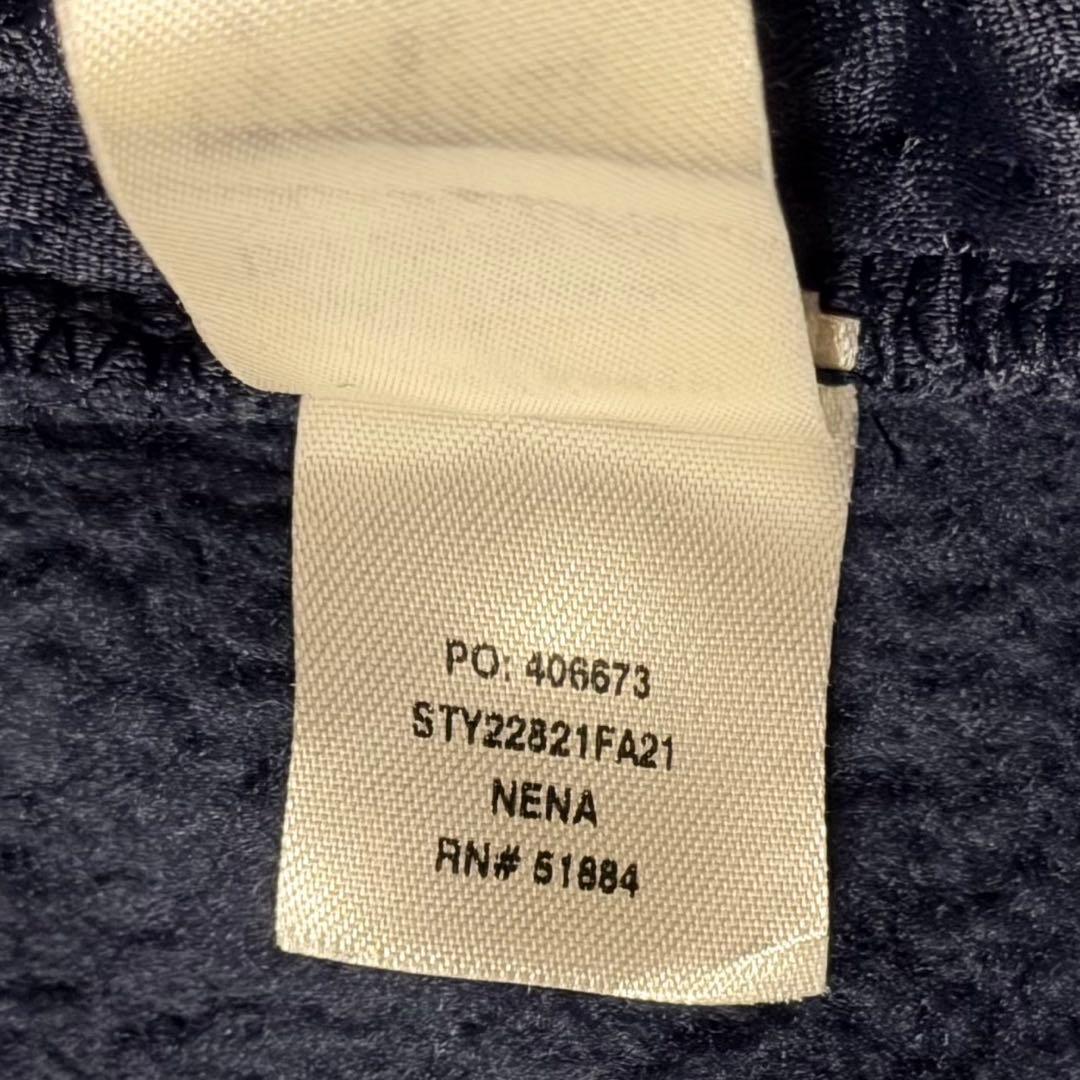 PO: 406673
STY22821FA21
NENA
RN# 51884